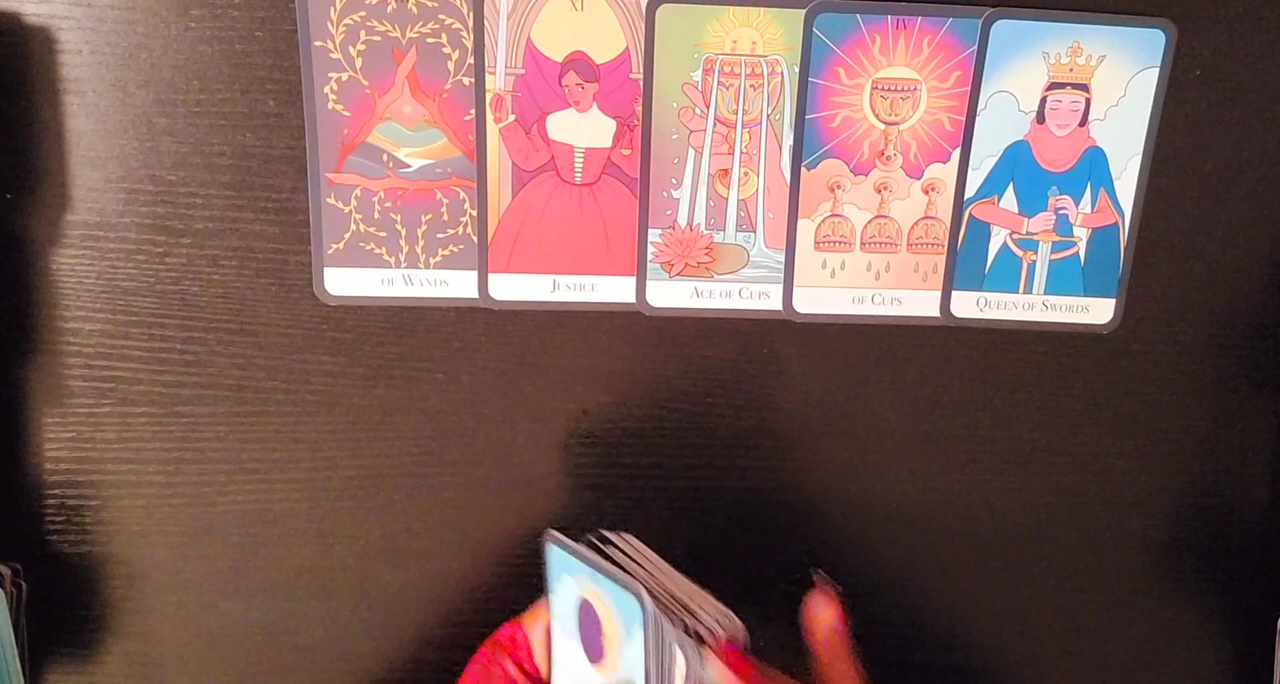 XI
IV
OF WANDS
JUSTICE
ACE OF CUPS
OF CUPS
QUEEN OF SWORDS